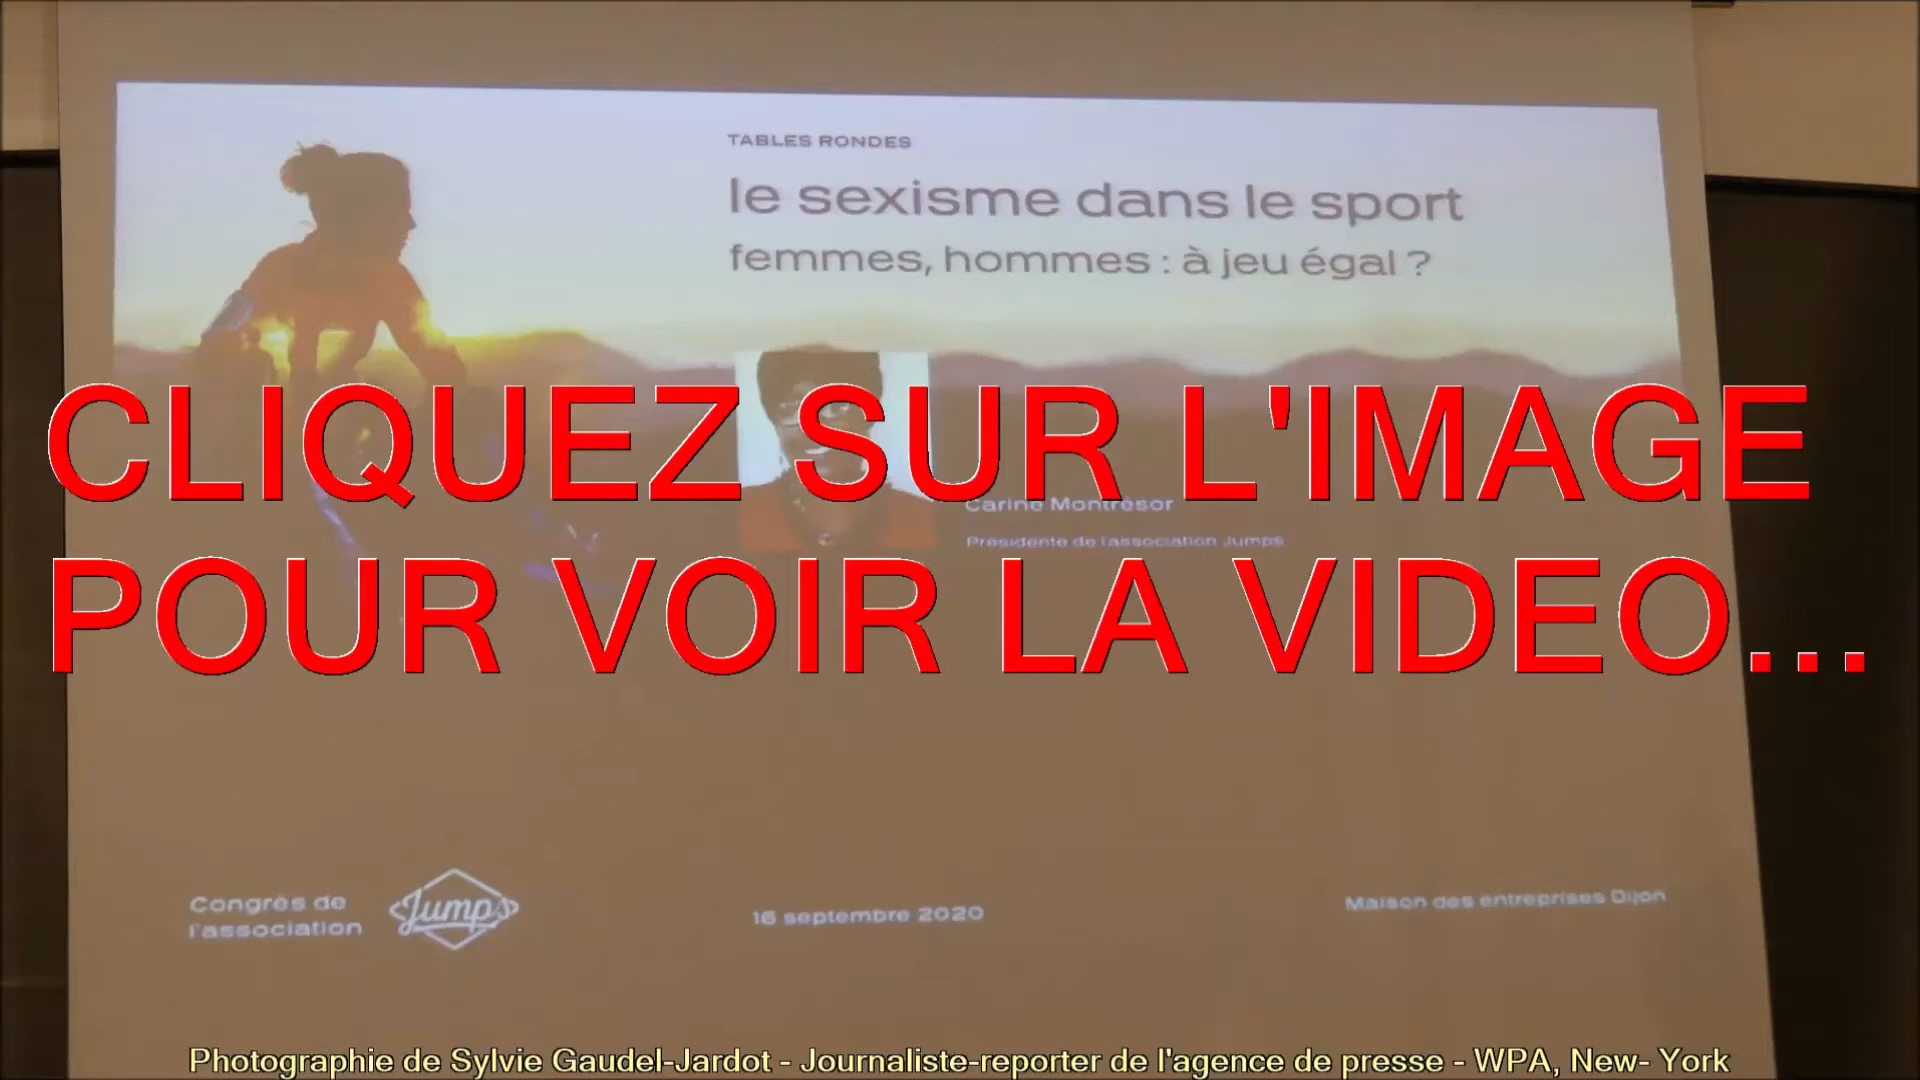 TABLES RONDES
le sexisme dans le sport
femmes, hommes : à jeu égal ?
CLIQUEZ SUR L'IMAGE
Carine Montrésor
Présidente de l'association Jumps
POUR VOIR LA VIDEO...
Congrès de
l'association
Jumps
16 septembre 2020
Maison des entreprises Dijon
Photographie de Sylvie Gaudel-Jardot - Journaliste-reporter de l'agence de presse - WPA, New- York